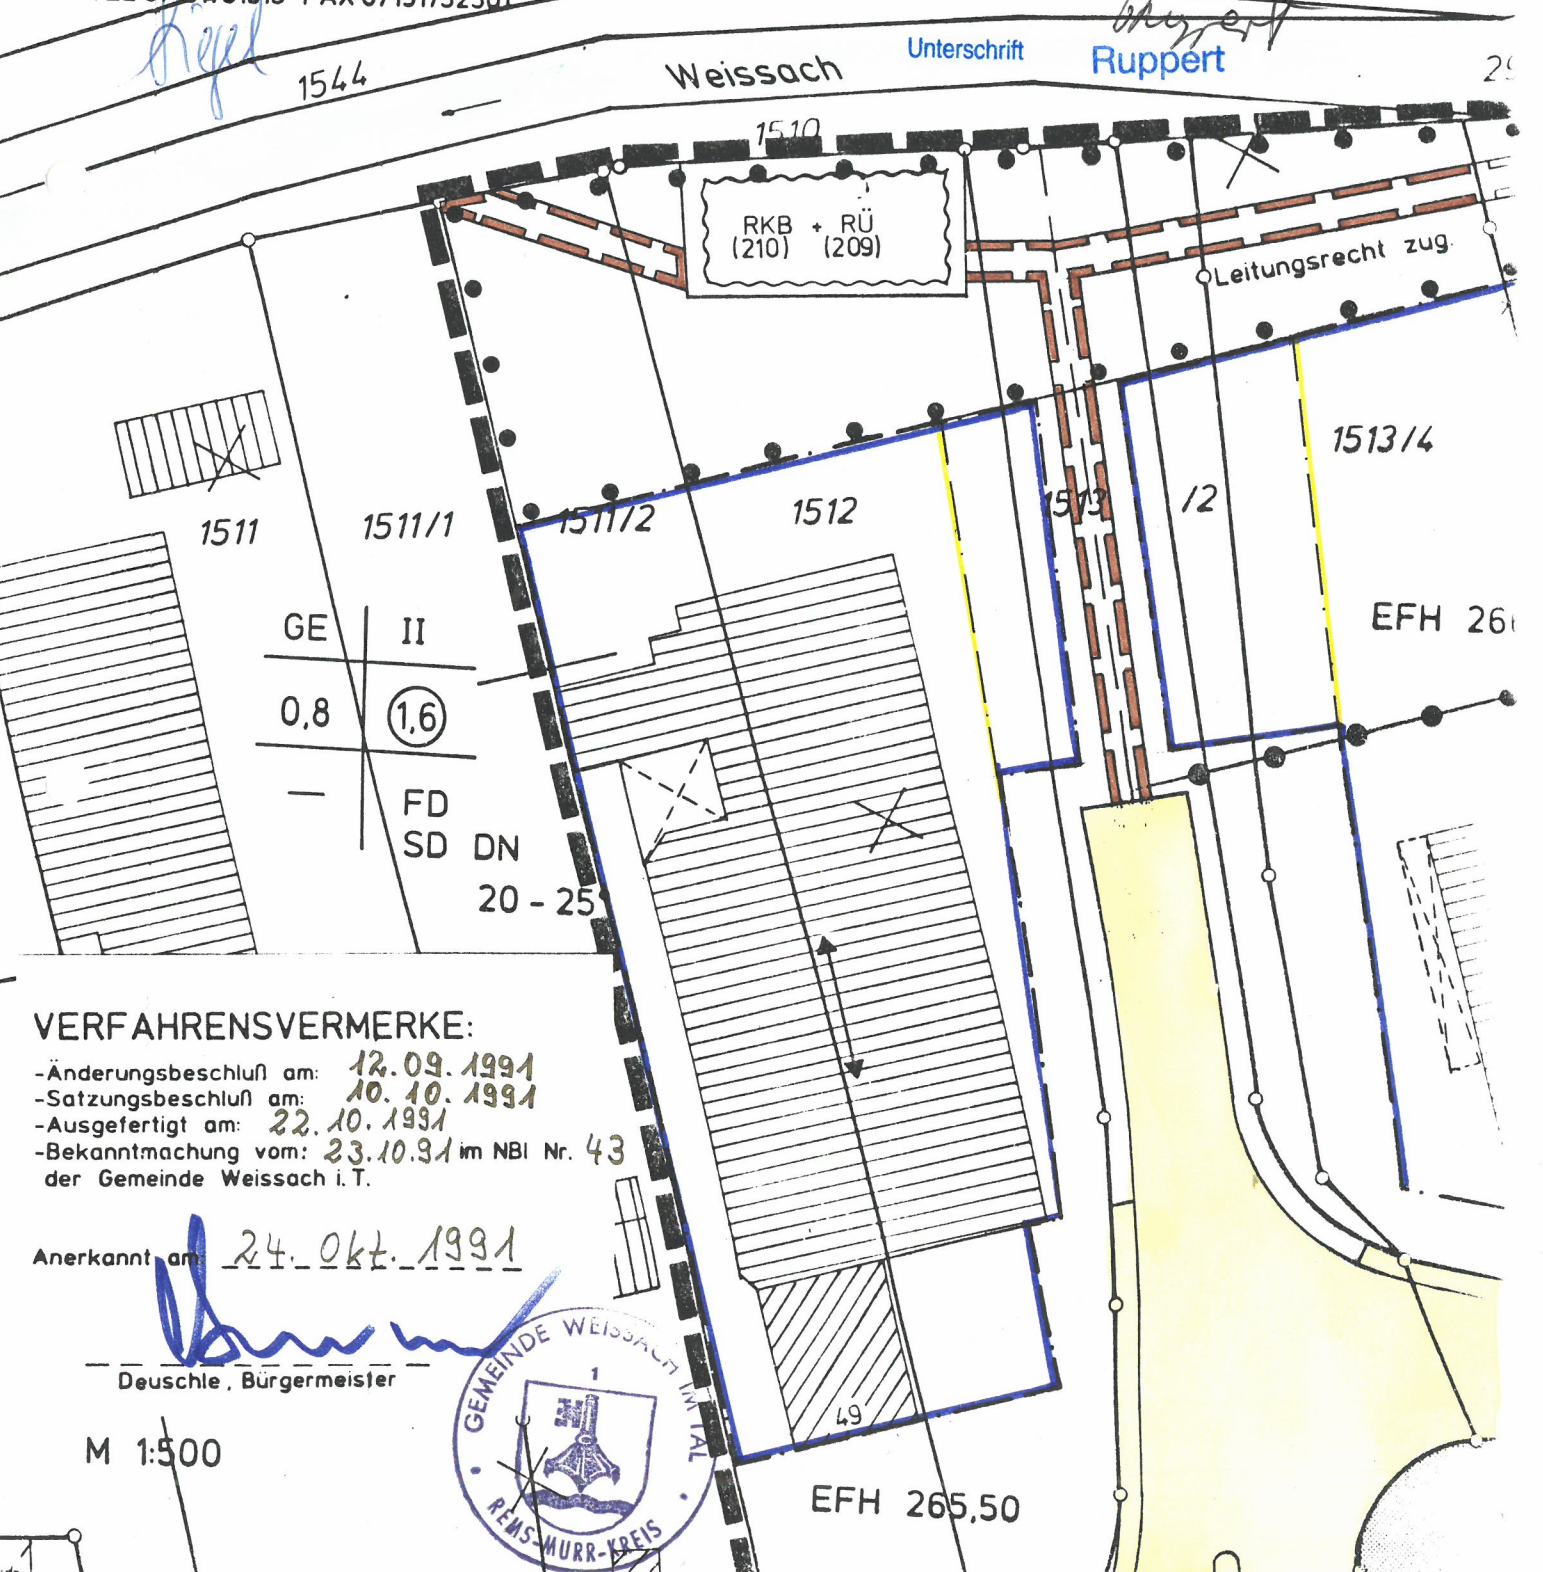 Weissach
Unterschrift
Ruppert
1544
1510
RKB + RÜ
(210) (209)
Leitungsrecht zug.
1513/4
1511
1511/1
1511/2
1512
1513
/2
GE II
0,8 1,6
— FD
SD DN
20 - 25°
EFH 26
VERFAHRENSVERMERKE:
-Änderungsbeschluß am: 12.09.1991
-Satzungsbeschluß am: 10.10.1991
-Ausgefertigt am: 22.10.1991
-Bekanntmachung vom: 23.10.91 im NBl Nr. 43
der Gemeinde Weissach i.T.
Anerkannt am 24. Okt. 1991
Deuschle, Bürgermeister
M 1:500
GEMEINDE WEISSACH IM TAL
1
REMS-MURR-KREIS
49
EFH 265,50